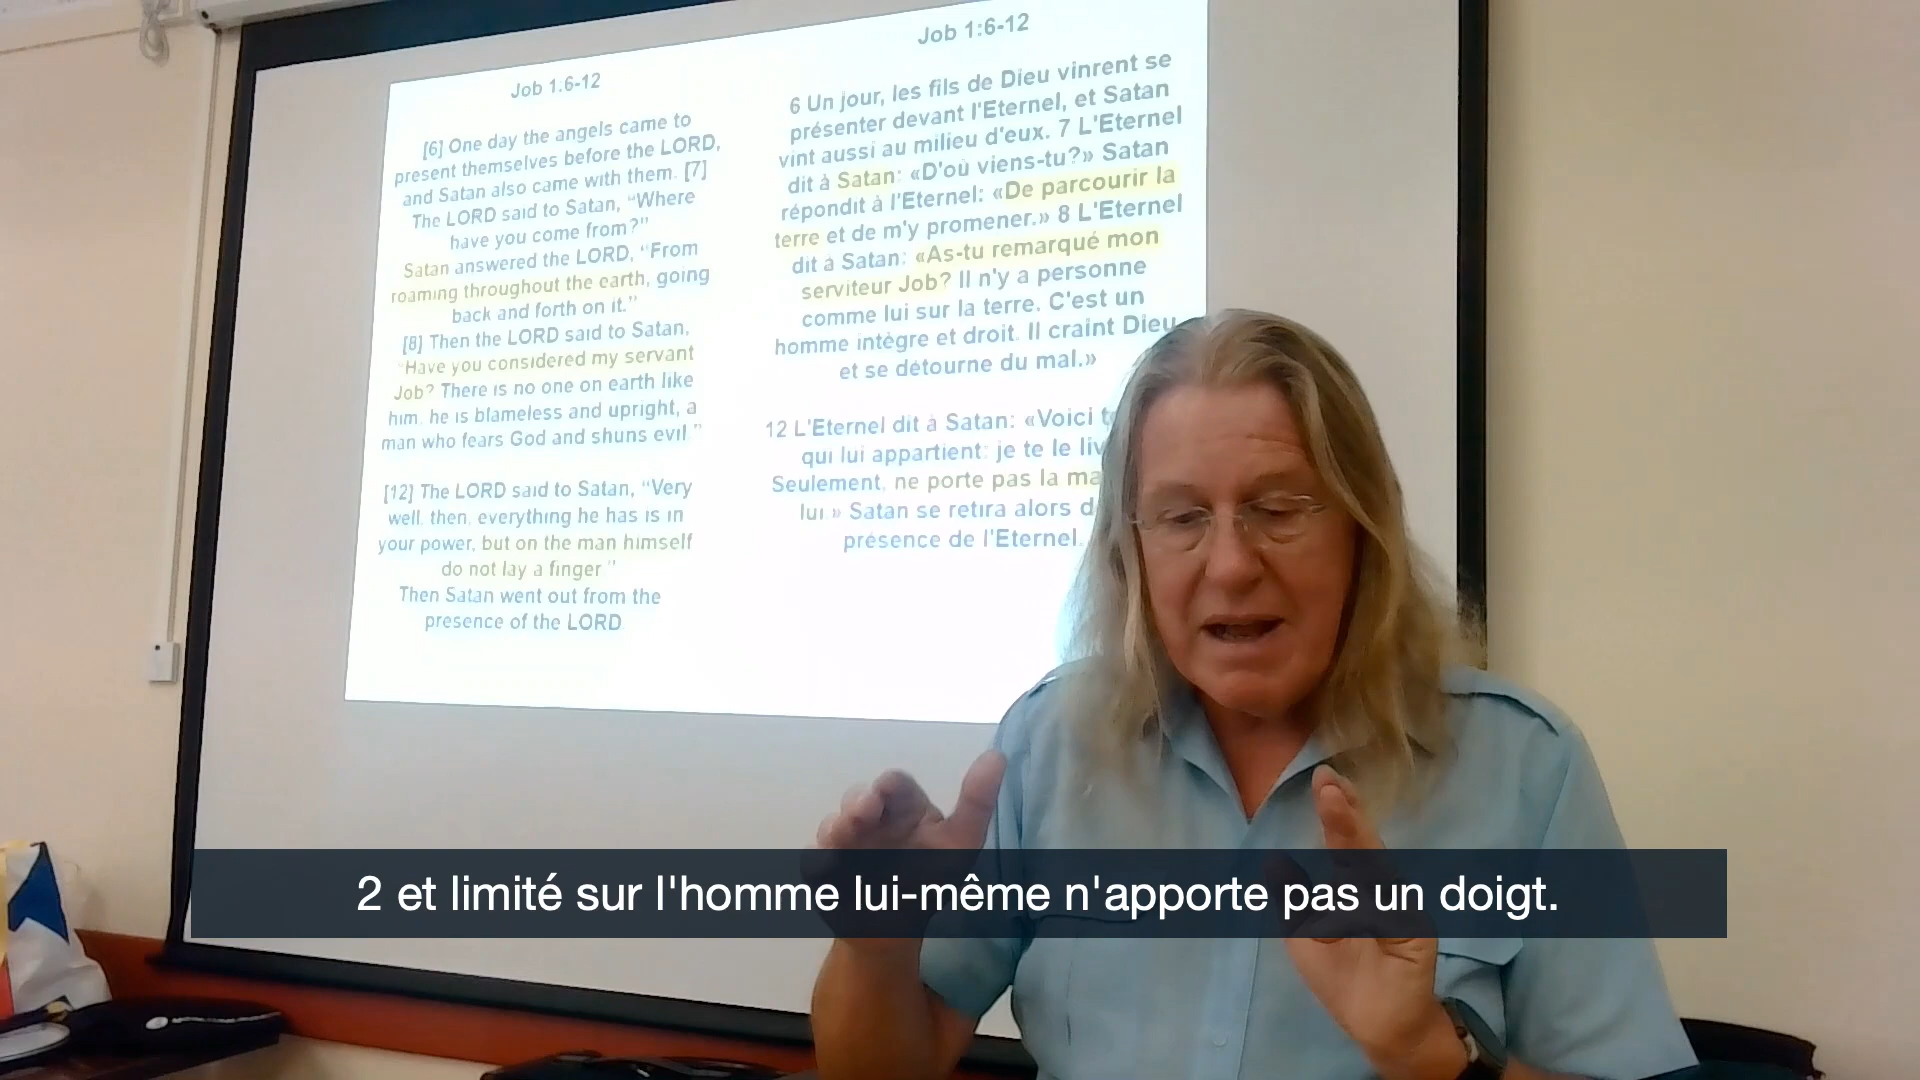 Job 1:6-12
[6] One day the angels came to
present themselves before the LORD,
and Satan also came with them. [7]
The LORD said to Satan, “Where
have you come from?”
Satan answered the LORD, “From
roaming throughout the earth, going
back and forth on it.”
[8] Then the LORD said to Satan,
“Have you considered my servant
Job? There is no one on earth like
him, he is blameless and upright, a
man who fears God and shuns evil.”
[12] The LORD said to Satan, “Very
well, then, everything he has is in
your power, but on the man himself
do not lay a finger.”
Then Satan went out from the
presence of the LORD
Job 1:6-12
6 Un jour, les fils de Dieu vinrent se
présenter devant l'Eternel, et Satan
vint aussi au milieu d'eux. 7 L'Eternel
dit à Satan: «D'où viens-tu?» Satan
répondit à l'Eternel: «De parcourir la
terre et de m'y promener.» 8 L'Eternel
dit à Satan: «As-tu remarqué mon
serviteur Job? Il n'y a personne
comme lui sur la terre. C'est un
homme intègre et droit. Il craint Dieu
et se détourne du mal.»
12 L'Eternel dit à Satan: «Voici
qui lui appartient: je te le
Seulement, ne porte pas la
lui.» Satan se retira alors
présence de l'Eternel.
2 et limité sur l'homme lui-même n'apporte pas un doigt.